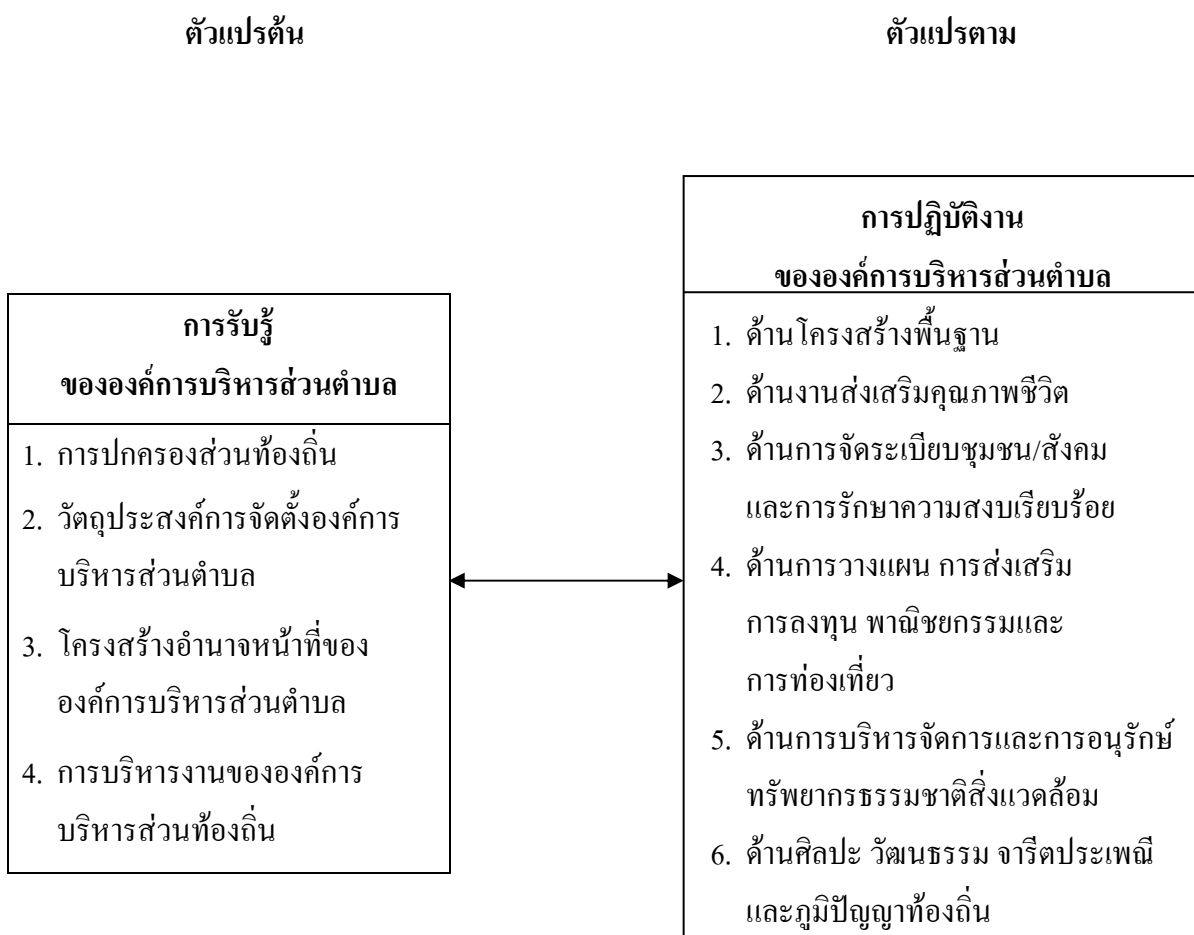 ตัวแปรต้น
ตัวแปรตาม
การรับรู้
ขององค์การบริหารส่วนตำบล
1. การปกครองส่วนท้องถิ่น
2. วัตถุประสงค์การจัดตั้งองค์การ
บริหารส่วนตำบล
3. โครงสร้างอำนาจหน้าที่ของ
องค์การบริหารส่วนตำบล
4. การบริหารงานขององค์การ
บริหารส่วนท้องถิ่น
การปฏิบัติงาน
ขององค์การบริหารส่วนตำบล
1. ด้านโครงสร้างพื้นฐาน
2. ด้านงานส่งเสริมคุณภาพชีวิต
3. ด้านการจัดระเบียบชุมชน/สังคม
และการรักษาความสงบเรียบร้อย
4. ด้านการวางแผน การส่งเสริม
การลงทุน พาณิชยกรรมและ
การท่องเที่ยว
5. ด้านการบริหารจัดการและการอนุรักษ์
ทรัพยากรธรรมชาติสิ่งแวดล้อม
6. ด้านศิลปะ วัฒนธรรม จารีตประเพณี
และภูมิปัญญาท้องถิ่น